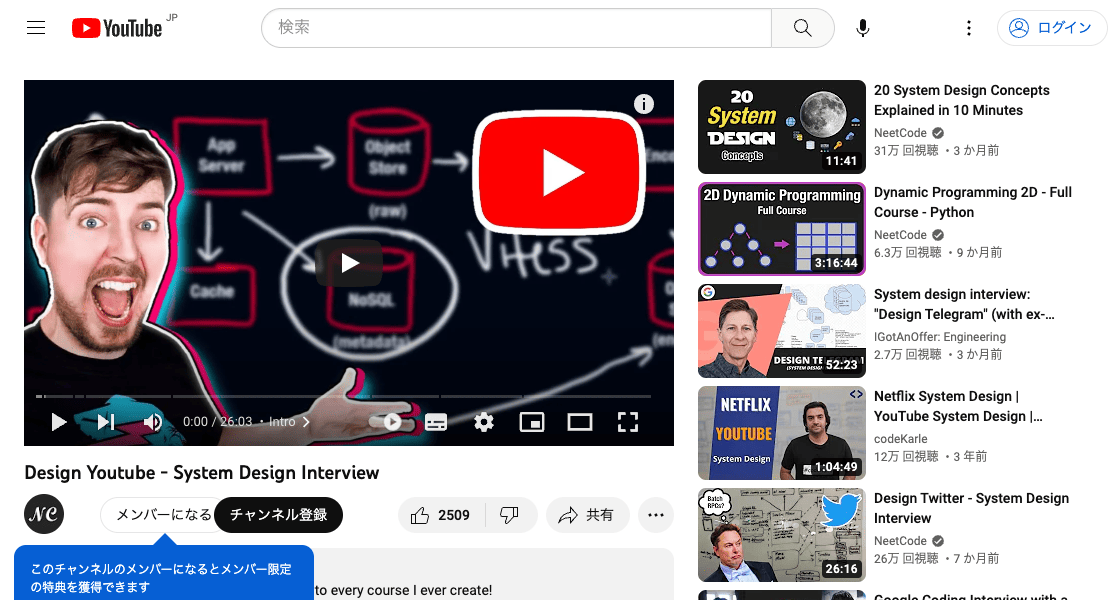 YouTube JP
検索
ログイン
App
Server
Object
Store
(raw)
Cache
NoSQL
(metadata)
Vitess
0:00 / 26:03 • Intro
Design Youtube - System Design Interview
NC
メンバーになる
チャンネル登録
2509
共有
このチャンネルのメンバーになるとメンバー限定
の特典を獲得できます
to every course I ever create!
20
System
DESIGN
Concepts
11:41
20 System Design Concepts
Explained in 10 Minutes
NeetCode
31万 回視聴 • 3 か月前
2D Dynamic Programming
Full Course
3:16:44
Dynamic Programming 2D - Full
Course - Python
NeetCode
6.3万 回視聴 • 9 か月前
G
DESIGN TE
(SYSTEM DESIGN
52:23
System design interview:
"Design Telegram" (with ex-…
IGotAnOffer: Engineering
2.7万 回視聴 • 3 か月前
NETFLIX
YOUTUBE
System Design
1:04:49
Netflix System Design |
YouTube System Design |…
codeKarle
12万 回視聴 • 3 年前
Batch
RPCs?
26:16
Design Twitter - System Design
Interview
NeetCode
26万 回視聴 • 7 か月前
Google Coding Interview with a